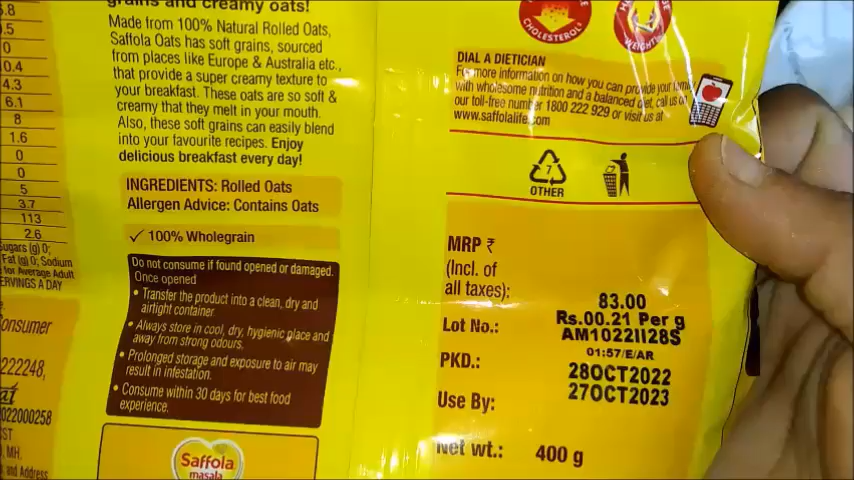 5.8
.5
0
0.4
4.3
6.1
8
1.6
0
0
5
3.7
113
2.6
Sugars (g) 0;
Fat (g) 0; Sodium
for Average Adult
ERVINGS A DAY
onsumer
222248,
022000258
ST
, MH.
and Address
grains and creamy oats!
Made from 100% Natural Rolled Oats,
Saffola Oats has soft grains, sourced
from places like Europe & Australia etc.,
that provide a super creamy texture to
your breakfast. These oats are so soft &
creamy that they melt in your mouth.
Also, these soft grains can easily blend
into your favourite recipes. Enjoy
delicious breakfast every day!
INGREDIENTS: Rolled Oats
Allergen Advice: Contains Oats
✓ 100% Wholegrain
Do not consume if found opened or damaged.
Once opened
• Transfer the product into a clean, dry and
airtight container
• Always store in cool, dry, hygienic place and
away from strong odours.
• Prolonged storage and exposure to air may
result in infestation.
• Consume within 30 days for best food
experience.
Saffola
masala
CHOLESTEROL
WEIGHT
DIAL A DIETICIAN
For more information on how you can provide your family
with wholesome nutrition and a balanced diet, call us on
our toll-free number 1800 222 929 or visit us at
www.saffolalife.com
7
OTHER
MRP ₹
(Incl. of
all taxes):
83.00
Rs.00.21 Per g
Lot No.: AM1022II28S
01:57/E/AR
PKD.: 28OCT2022
Use By: 27OCT2023
Net wt.: 400 g